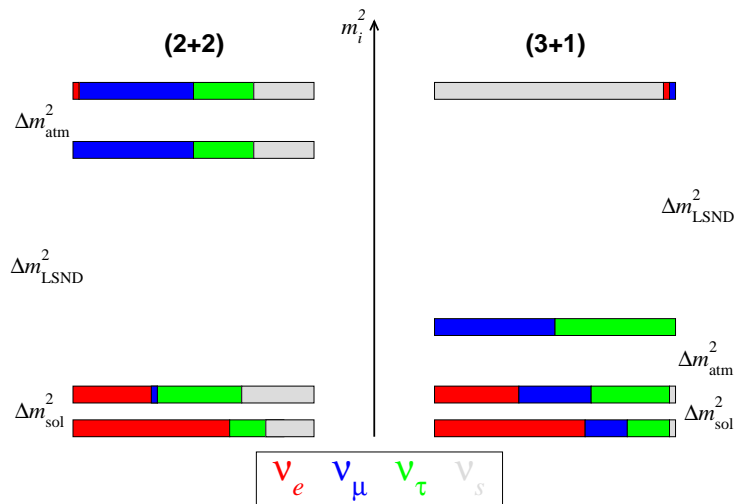 (2+2)
m_i^2
(3+1)
Δm^2_atm
Δm^2_LSND
Δm^2_LSND
Δm^2_atm
Δm^2_sol
Δm^2_sol
ν_e ν_μ ν_τ ν_s